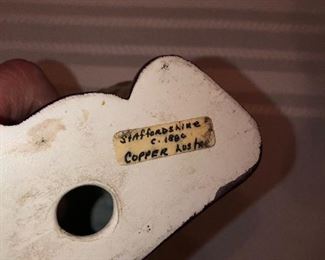 Staffordshire
c. 1860
COPPER Lustre